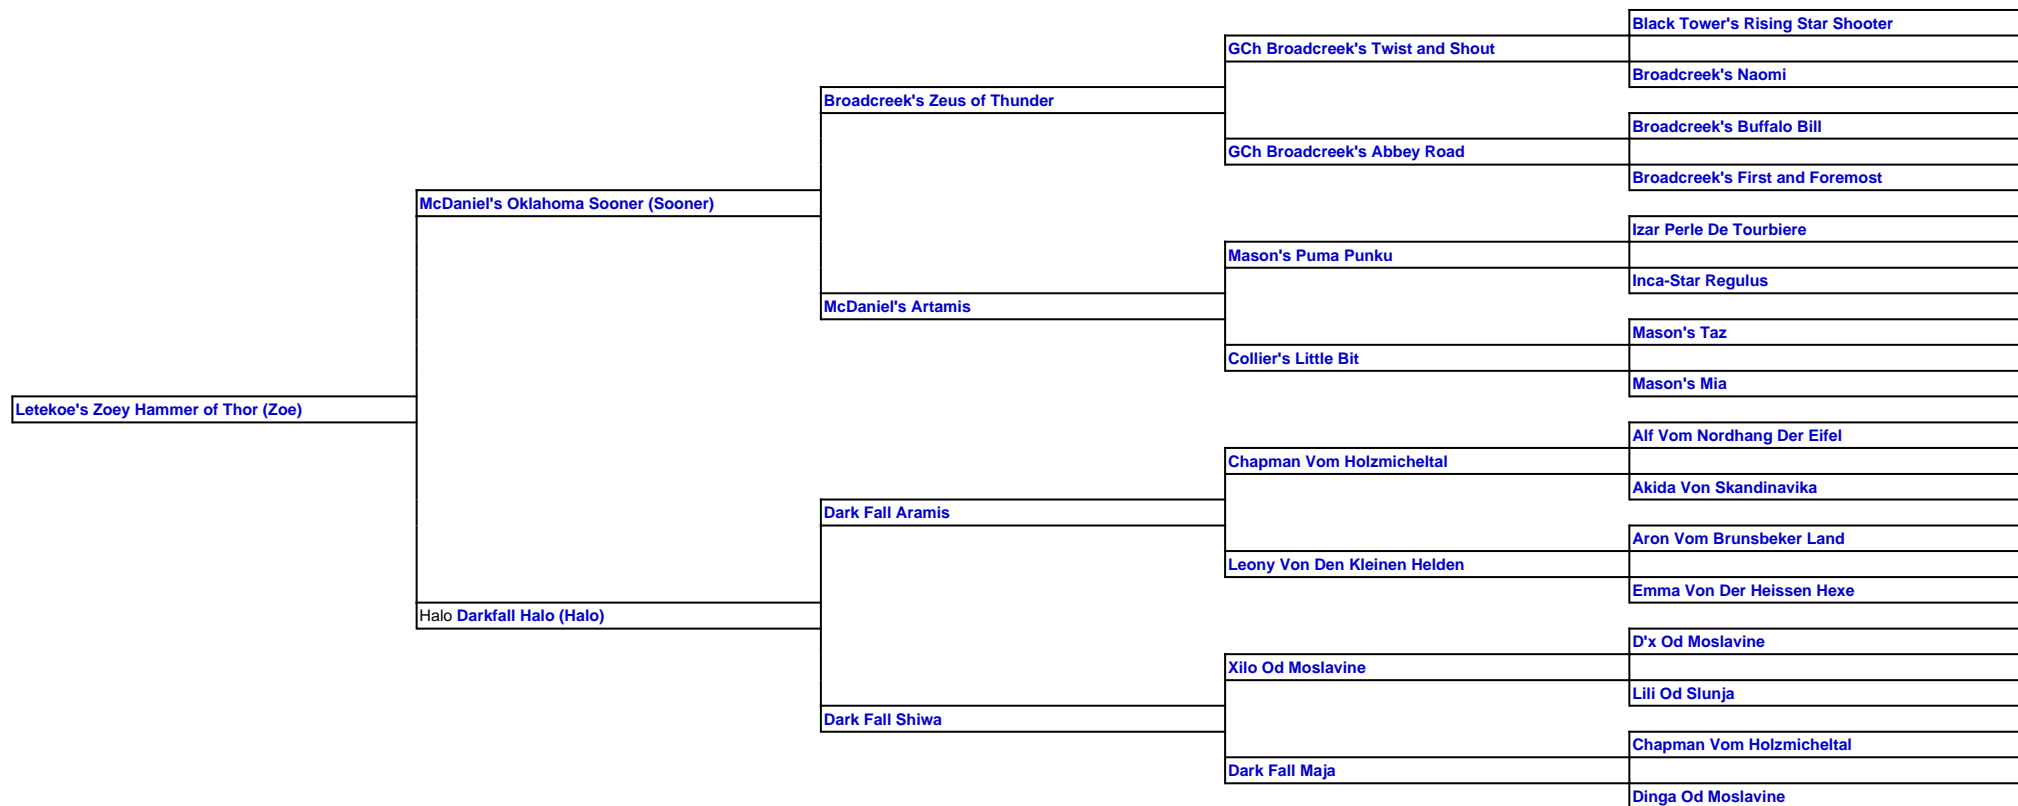 Black Tower's Rising Star Shooter
GCh Broadcreek's Twist and Shout
Broadcreek's Naomi
Broadcreek's Zeus of Thunder
Broadcreek's Buffalo Bill
GCh Broadcreek's Abbey Road
Broadcreek's First and Foremost
McDaniel's Oklahoma Sooner (Sooner)
Izar Perle De Tourbiere
Mason's Puma Punku
Inca-Star Regulus
McDaniel's Artamis
Mason's Taz
Collier's Little Bit
Mason's Mia
Letekoe's Zoey Hammer of Thor (Zoe)
Alf Vom Nordhang Der Eifel
Chapman Vom Holzmicheltal
Akida Von Skandinavika
Dark Fall Aramis
Aron Vom Brunsbeker Land
Leony Von Den Kleinen Helden
Emma Von Der Heissen Hexe
Halo Darkfall Halo (Halo)
D'x Od Moslavine
Xilo Od Moslavine
Lili Od Slunja
Dark Fall Shiwa
Chapman Vom Holzmicheltal
Dark Fall Maja
Dinga Od Moslavine